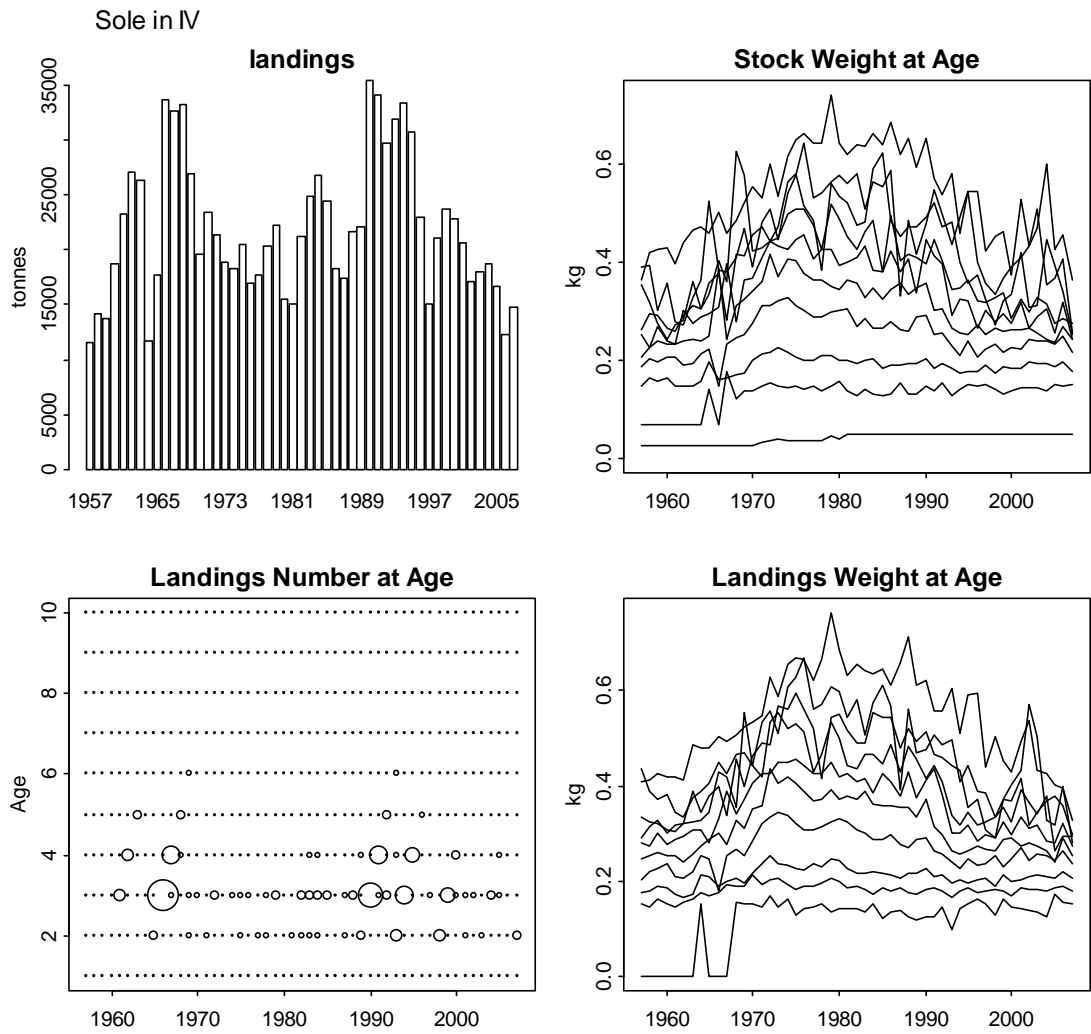 Sole in IV
landings
tonnes
0 5000 15000 25000 35000
1957 1965 1973 1981 1989 1997 2005
Stock Weight at Age
kg
0.0 0.2 0.4 0.6
1960 1970 1980 1990 2000
Landings Number at Age
Age
2 4 6 8 10
1960 1970 1980 1990 2000
Landings Weight at Age
kg
0.0 0.2 0.4 0.6
1960 1970 1980 1990 2000